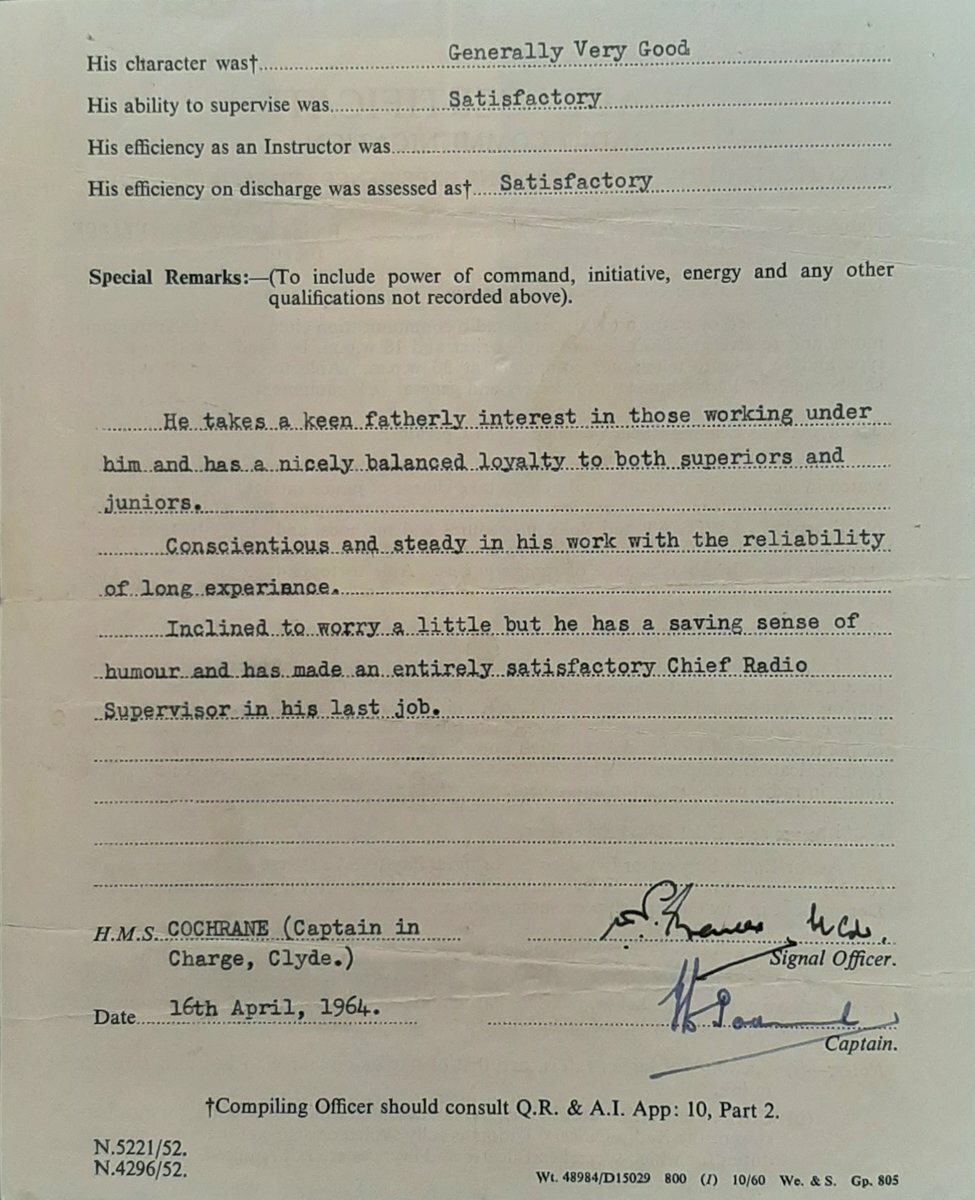 His character was†.......... Generally Very Good
His ability to supervise was.......... Satisfactory
His efficiency as an Instructor was..........
His efficiency on discharge was assessed as†.......... Satisfactory
Special Remarks:—(To include power of command, initiative, energy and any other
qualifications not recorded above).
He takes a keen fatherly interest in those working under
him and has a nicely balanced loyalty to both superiors and
juniors.
Conscientious and steady in his work with the reliability
of long experiance.
Inclined to worry a little but he has a saving sense of
humour and has made an entirely satisfactory Chief Radio
Supervisor in his last job.
H.M.S. COCHRANE (Captain in
Charge, Clyde.)
Signal Officer.
Date 16th April, 1964.
Captain.
†Compiling Officer should consult Q.R. & A.I. App: 10, Part 2.
N.5221/52.
N.4296/52.
Wt. 48984/D15029 800 (1) 10/60 We. & S. Gp. 805